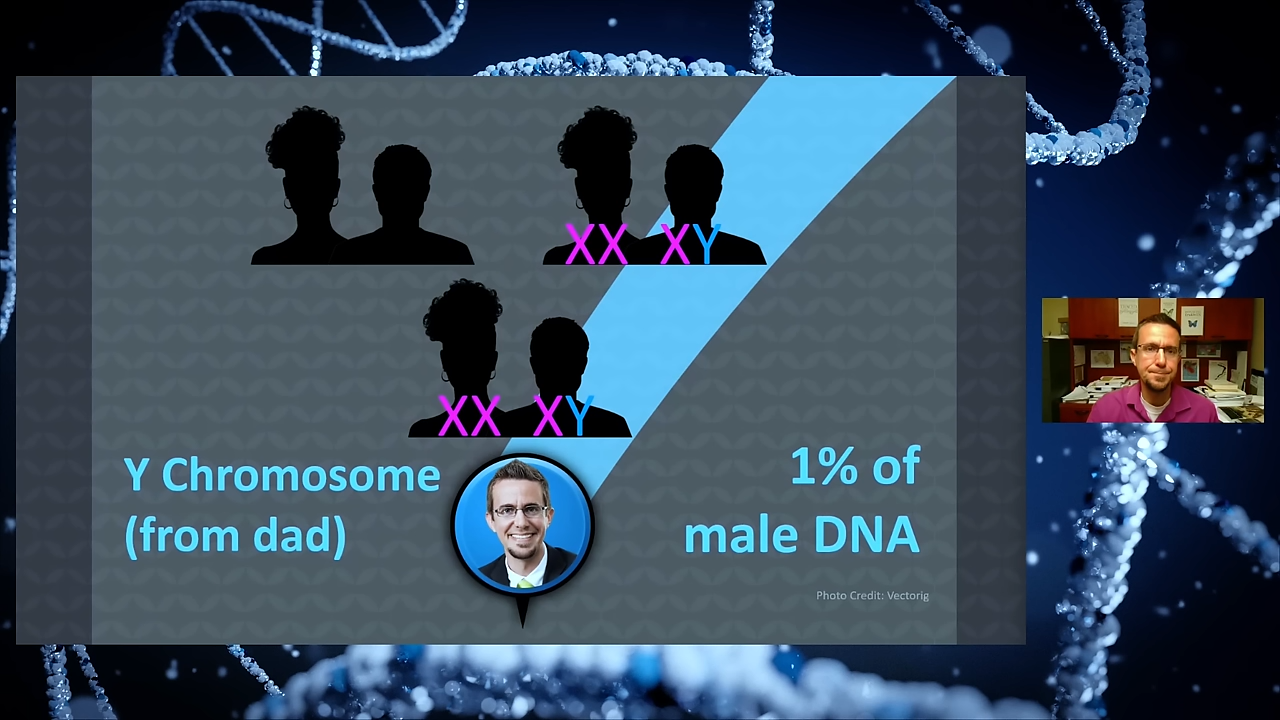 XX XY
XX XY
Y Chromosome
(from dad)
1% of
male DNA
Photo Credit: Vectorig